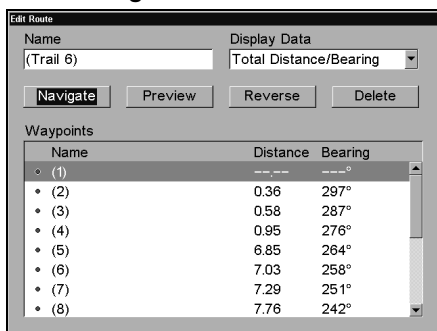 Edit Route
Name Display Data
(Trail 6) Total Distance/Bearing
Navigate Preview Reverse Delete
Waypoints
Name Distance Bearing
(1) --.-- ---°
(2) 0.36 297°
(3) 0.58 287°
(4) 0.95 276°
(5) 6.85 264°
(6) 7.03 258°
(7) 7.29 251°
(8) 7.76 242°